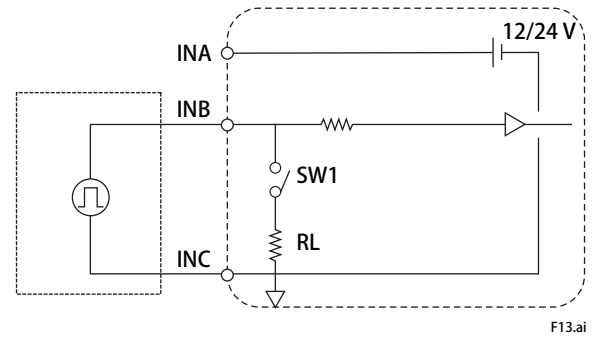 12/24 V
INA
INB
SW1
RL
INC
F13.ai